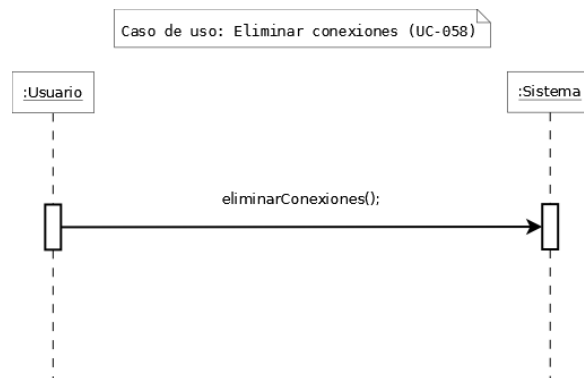 Caso de uso: Eliminar conexiones (UC-058)
:Usuario
:Sistema
eliminarConexiones();